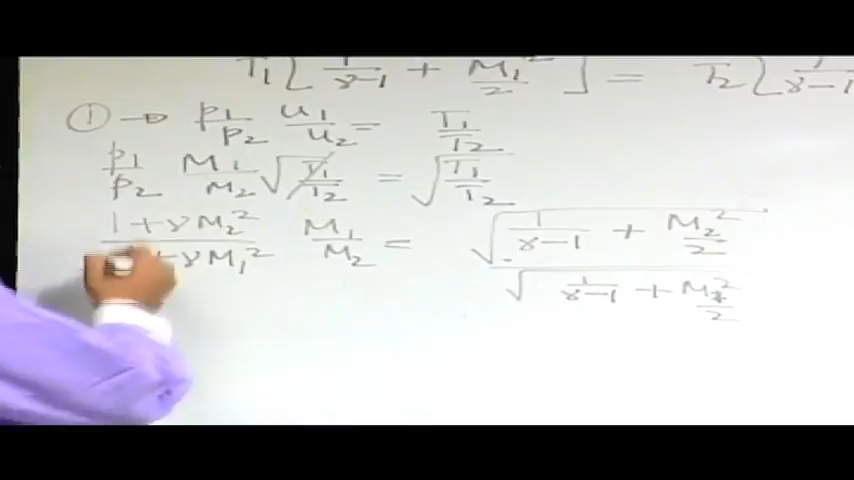 T₁ [ 1/(γ-1) + M₁²/2 ] = T₂ [ 1/(γ-1)
① → p₁/p₂ u₁/u₂ = T₁/T₂
p₁/p₂ M₁/M₂ √(T₁/T₂) = √(T₁/T₂)
(1+γM₂²)/(+γM₁²) M₁/M₂ = √(1/(γ-1) + M₂²/2) / √(1/(γ-1) + M₁²/2)